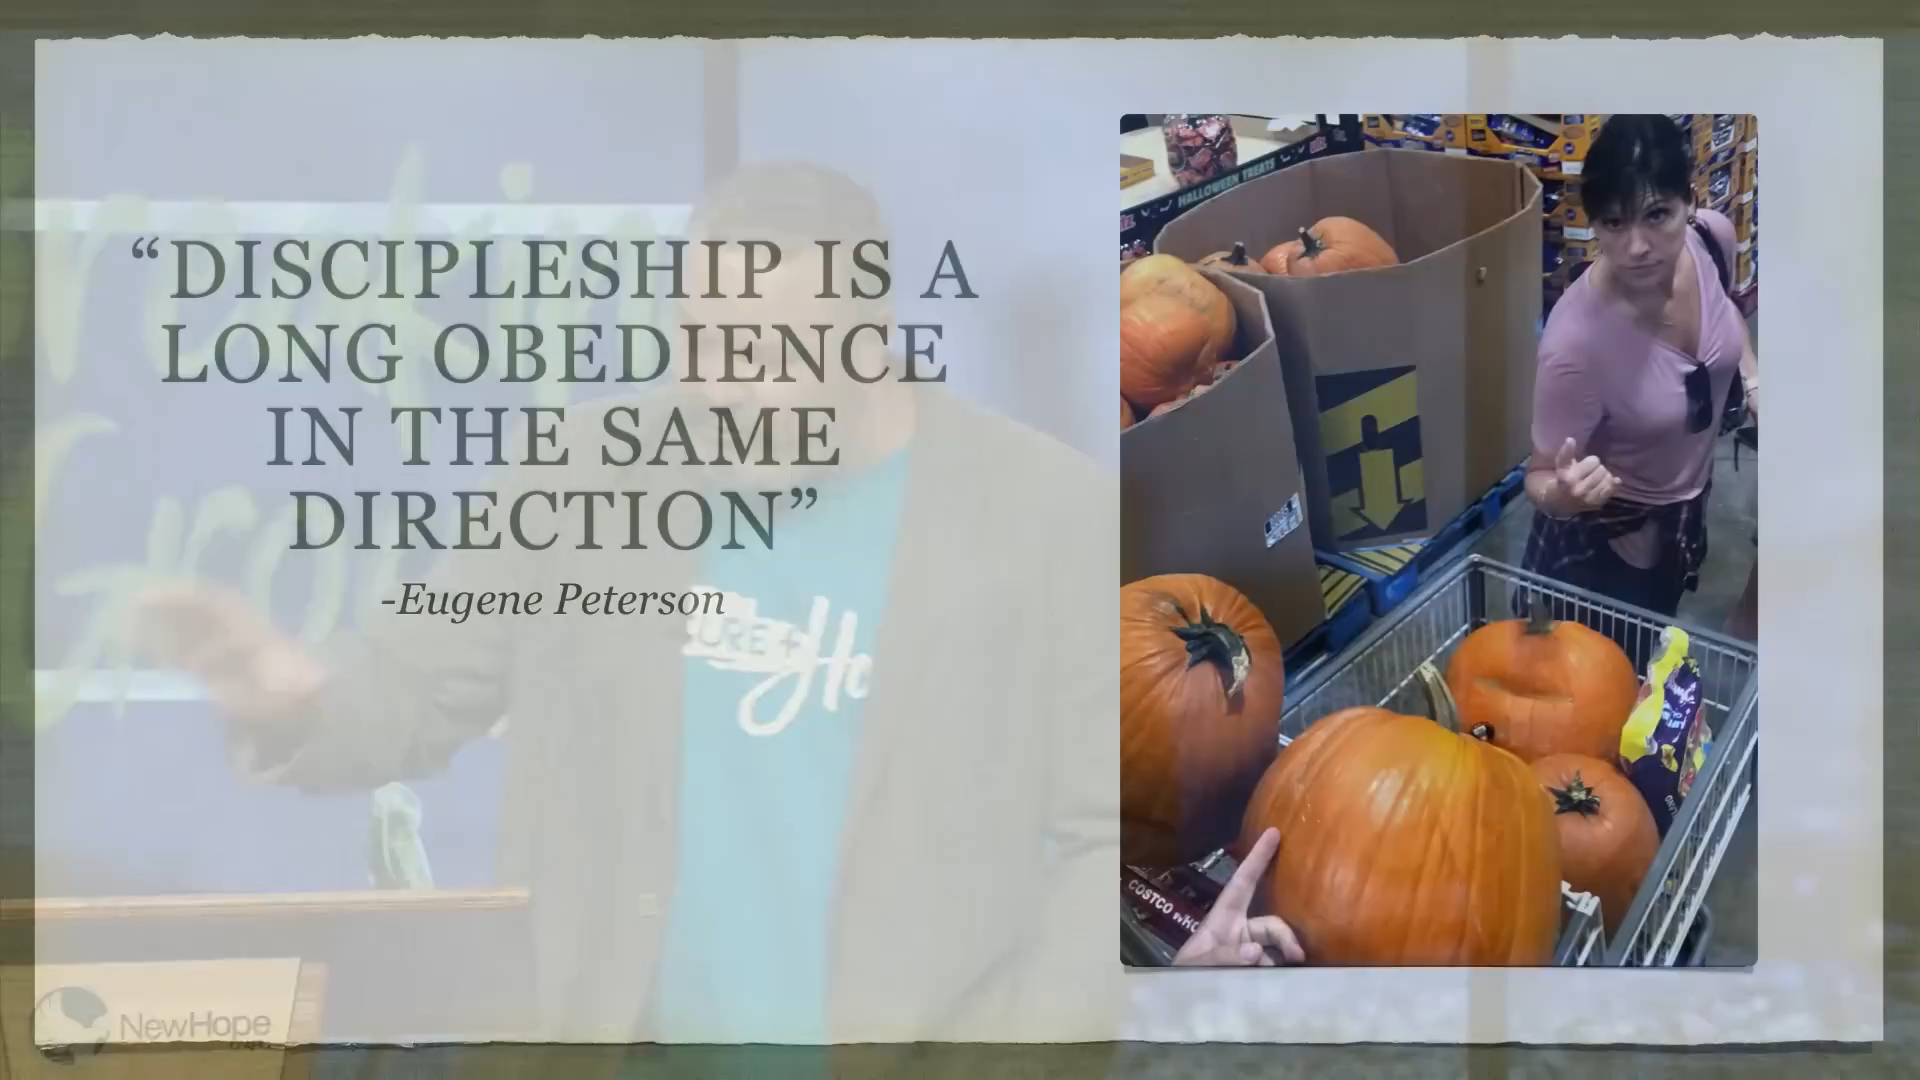 “DISCIPLESHIP IS A
LONG OBEDIENCE
IN THE SAME
DIRECTION”
-Eugene Peterson
HALLOWEEN TREATS
COSTCO WHO
NewHope